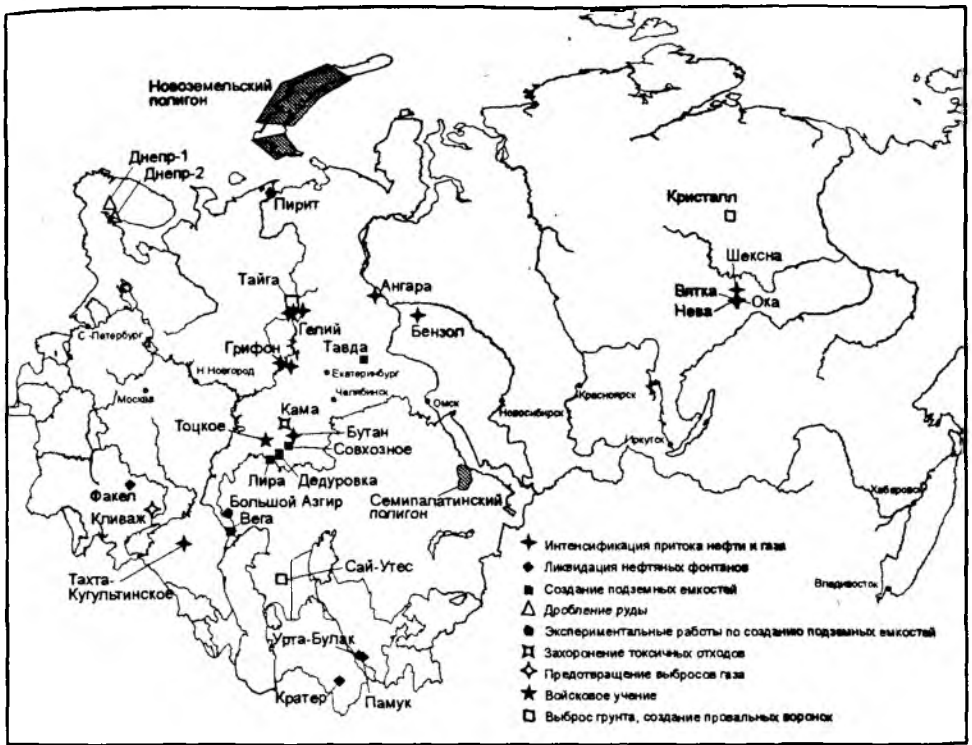 Новоземельский
полигон
Днепр-1
Днепр-2
Пирит
Кристалл
Шексна
Вятка
Ока
Нева
Тайга
Ангара
Гелий
Бензол
Грифон
Тавда
С.-Петербург
Н.Новгород
Екатеринбург
Москва
Челябинск
Омск
Новосибирск
Красноярск
Кама
Тоцкое
Бутан
Совхозное
Иркутск
Лира
Дедуровка
Факел
Большой Азгир
Семипалатинский
полигон
Хабаровск
Кливаж
Вега
Тахта-
Кугультинское
Сай-Утес
Владивосток
Урта-Булак
Кратер
Памук
Интенсификация притока нефти и газа
Ликвидация нефтяных фонтанов
Создание подземных емкостей
Дробление руды
Экспериментальные работы по созданию подземных емкостей
Захоронение токсичных отходов
Предотвращение выбросов газа
Войсковое учение
Выброс грунта, создание провальных воронок